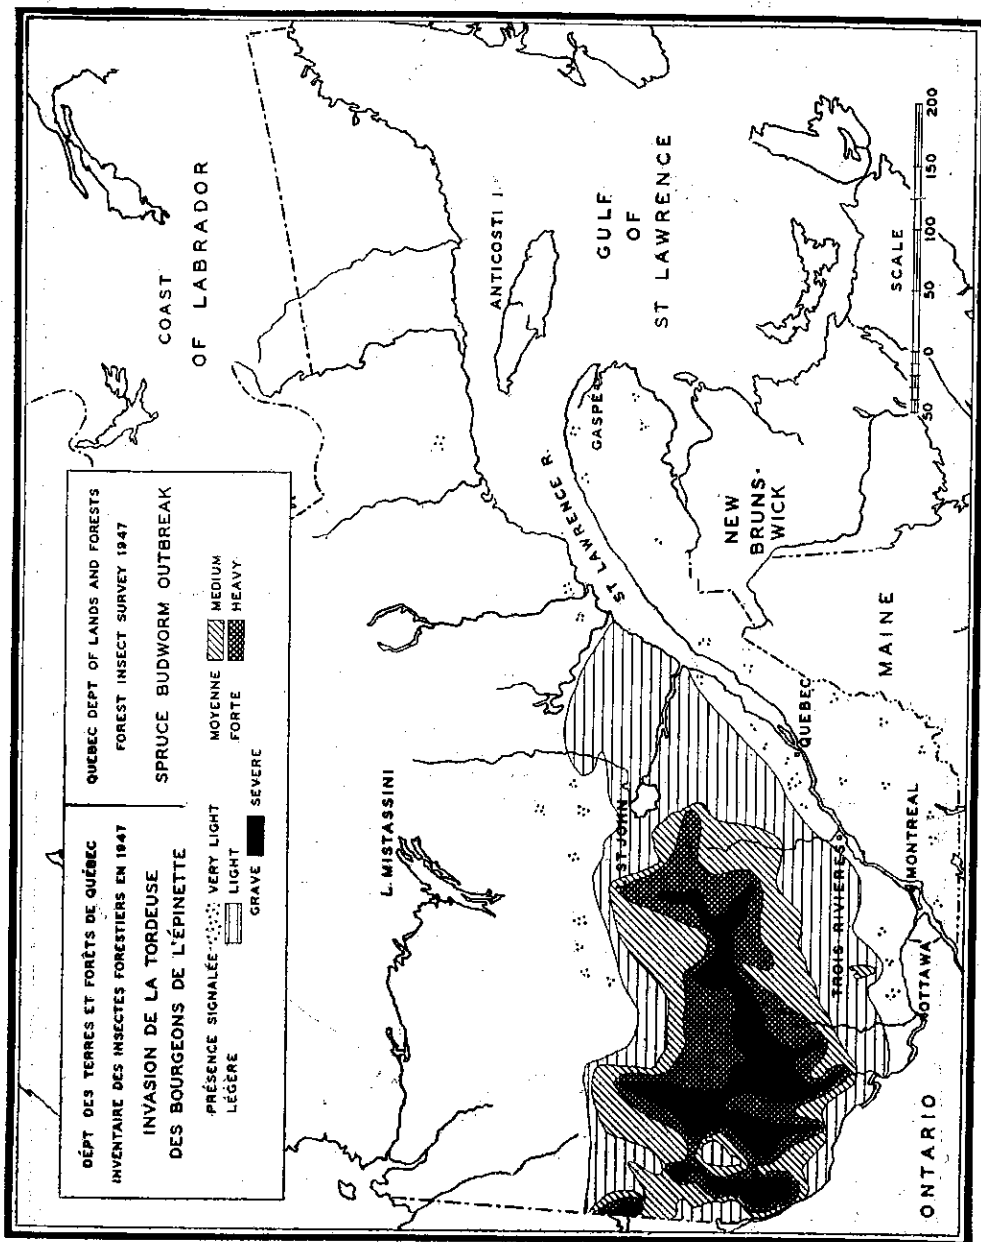 DÉPT DES TERRES ET FORÊTS DE QUÉBEC
INVENTAIRE DES INSECTES FORESTIERS EN 1947
INVASION DE LA TORDEUSE
DES BOURGEONS DE L'ÉPINETTE
QUEBEC DEPT OF LANDS AND FORESTS
FOREST INSECT SURVEY 1947
SPRUCE BUDWORM OUTBREAK
PRÉSENCE SIGNALÉE VERY LIGHT
LÉGÈRE LIGHT
MOYENNE MEDIUM
FORTE HEAVY
GRAVE SEVERE
COAST
OF LABRADOR
L. MISTASSINI
ANTICOSTI I.
GULF
OF
ST LAWRENCE
GASPÉ
ST LAWRENCE R.
NEW
BRUNS-
WICK
ST JOHN
QUEBEC
MAINE
TROIS RIVIERES
MONTREAL
OTTAWA
ONTARIO
SCALE
50 0 50 100 150 200